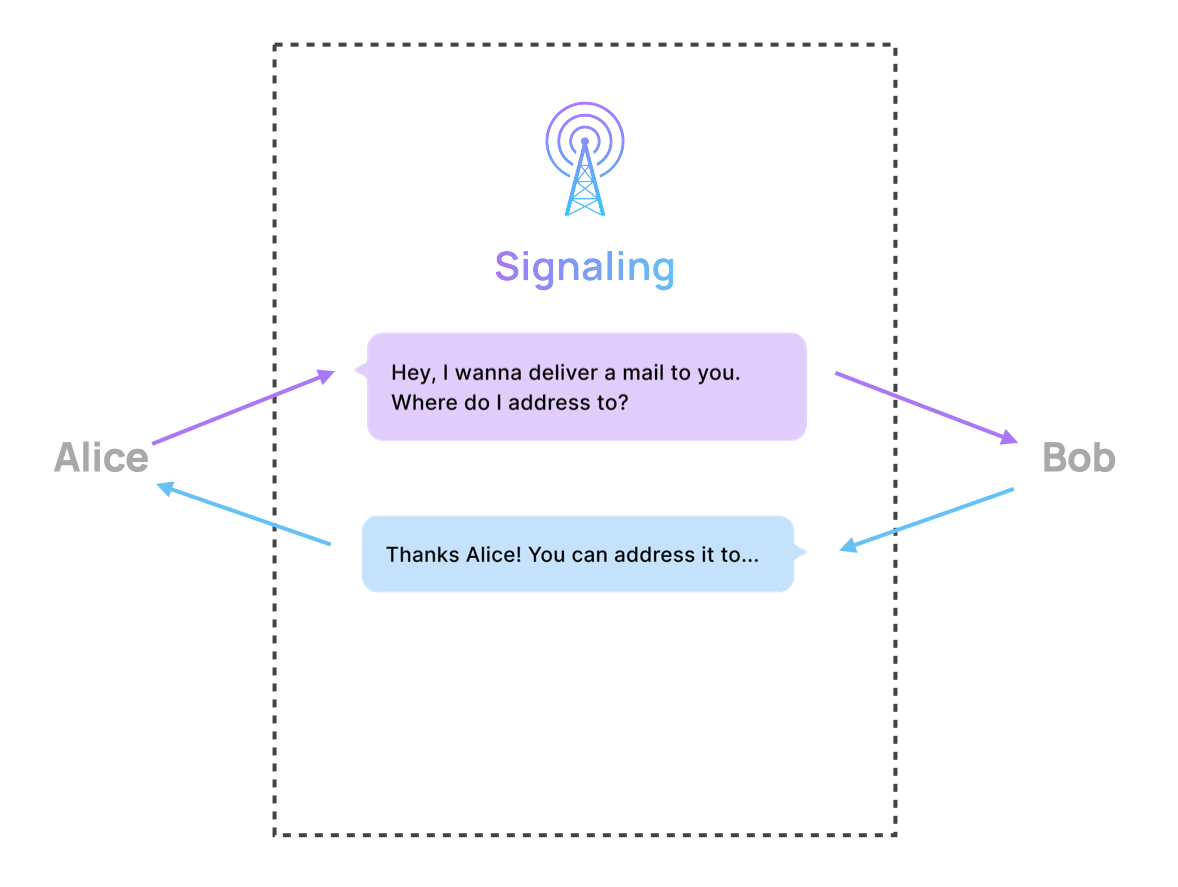 Signaling
Hey, I wanna deliver a mail to you.
Where do I address to?
Alice
Bob
Thanks Alice! You can address it to...